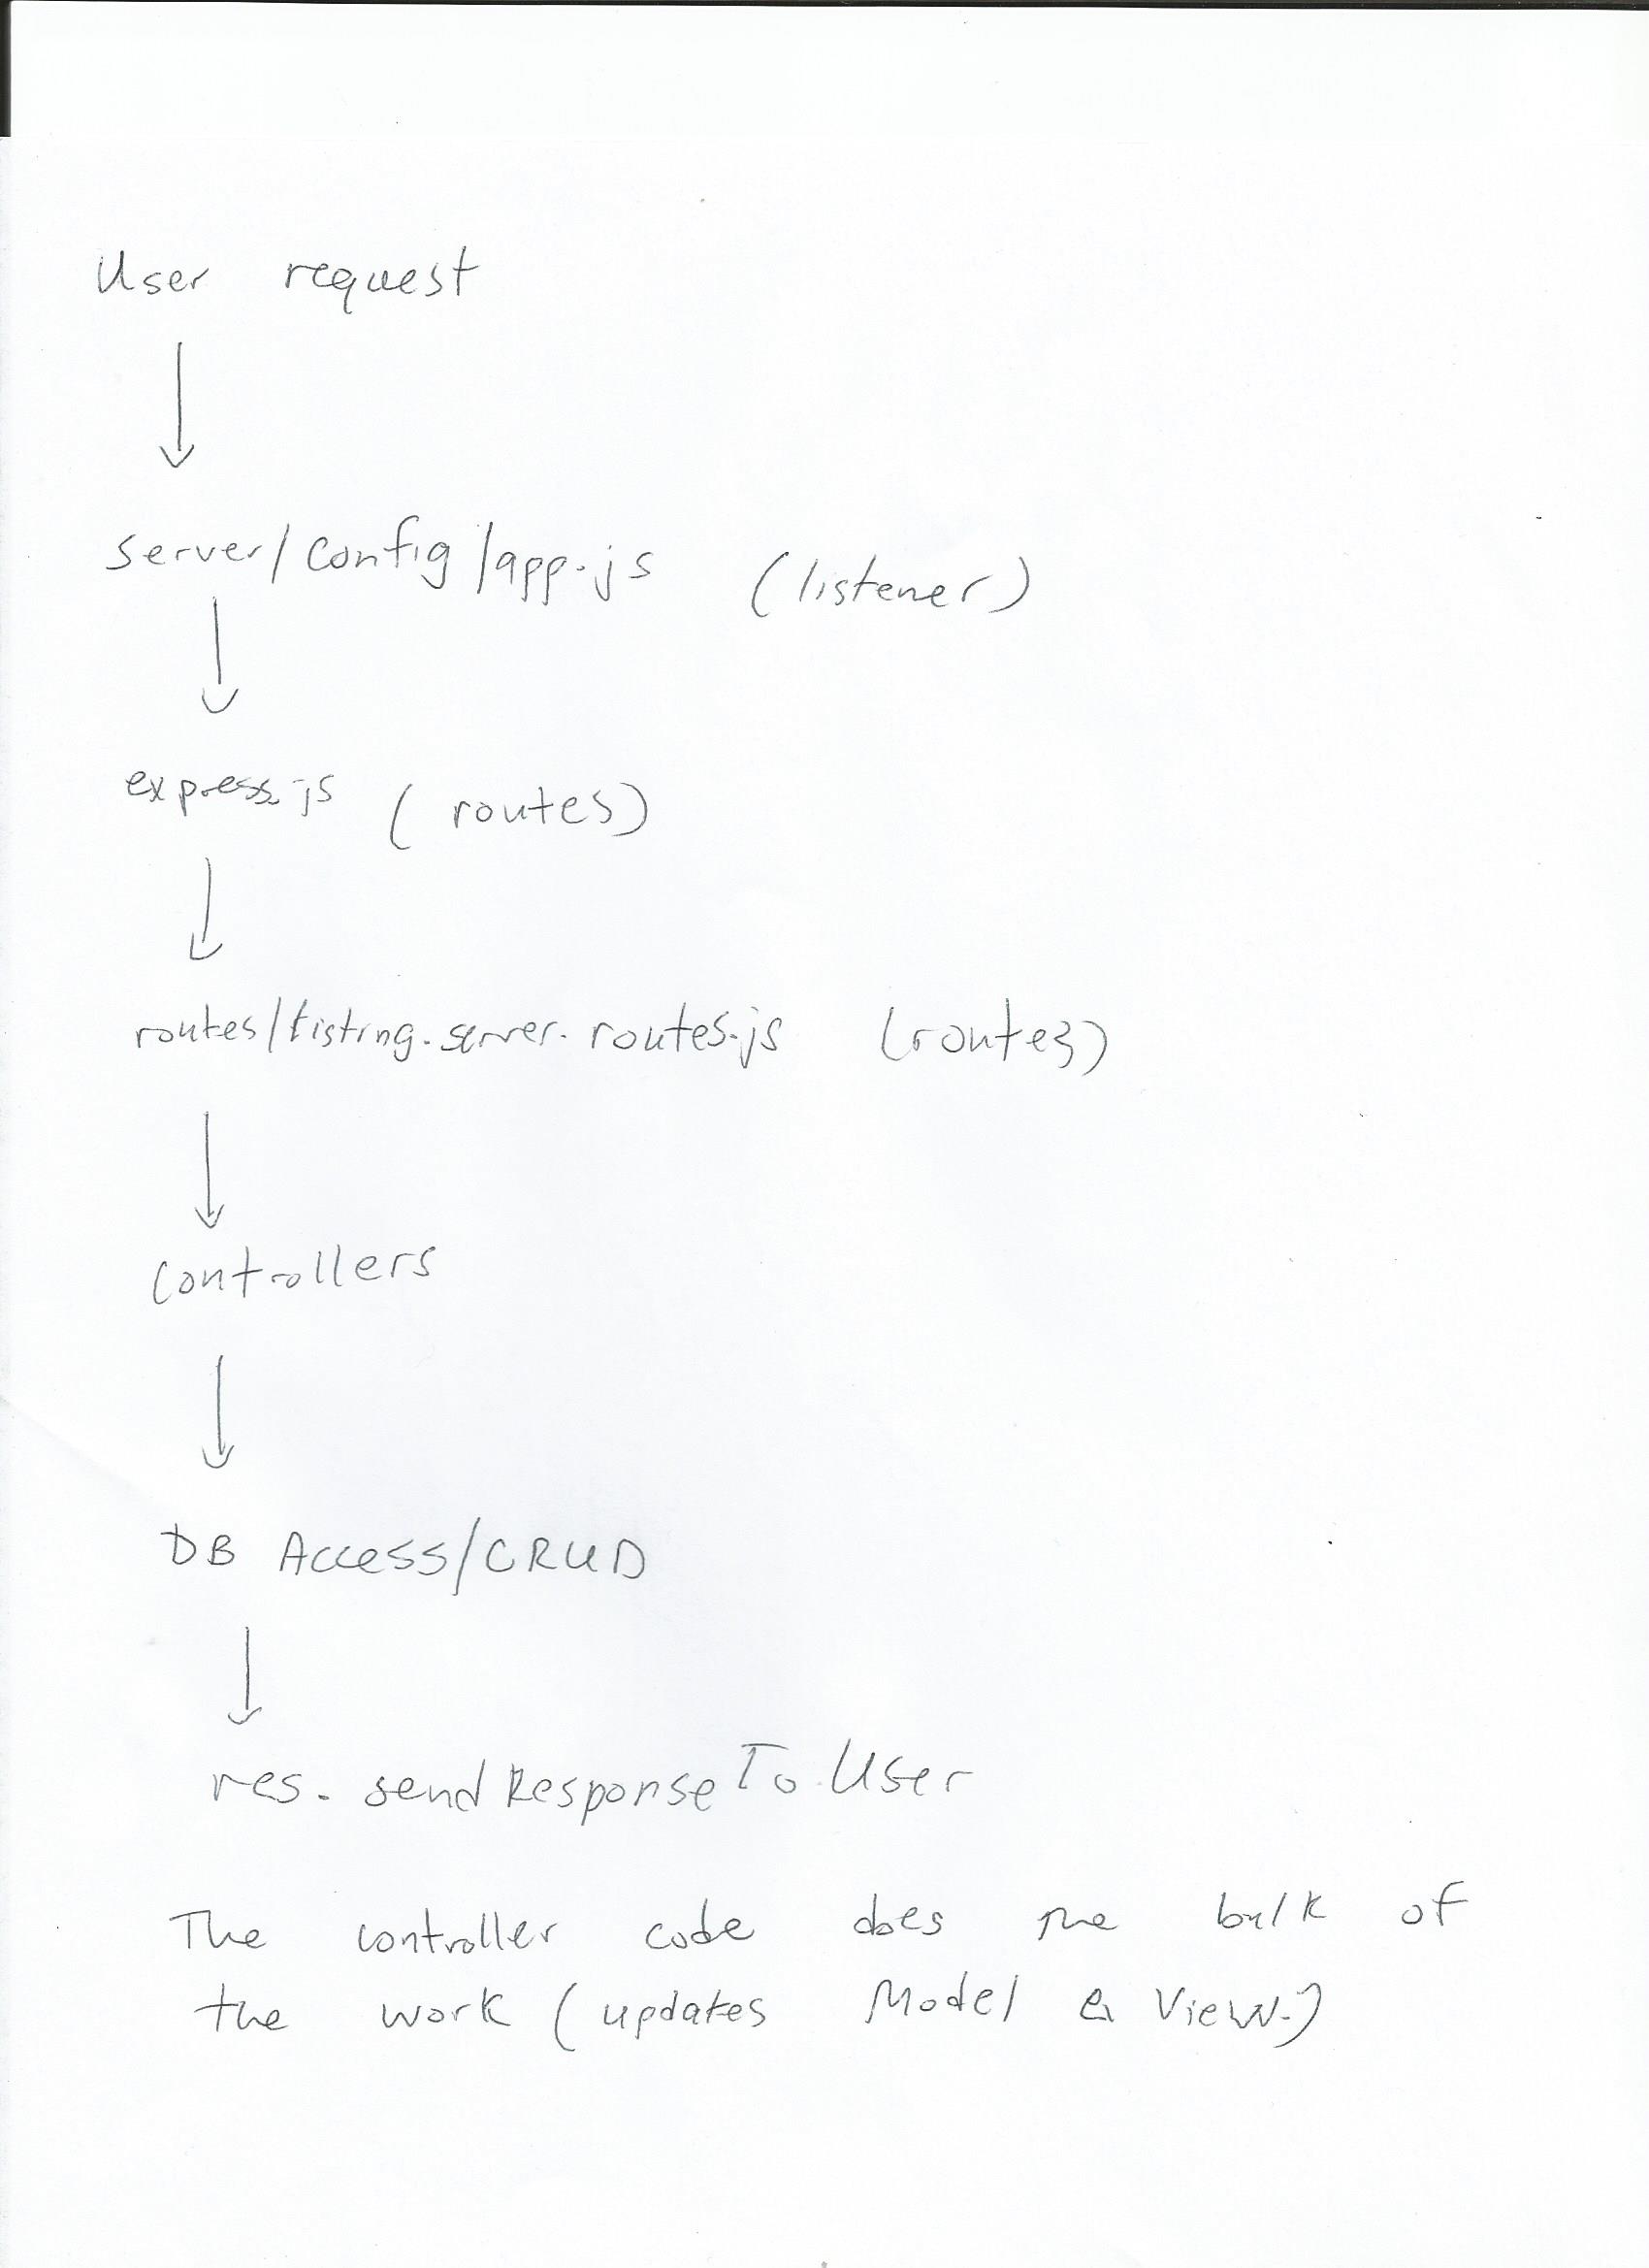 User request
server/config/app.js (listener)
express.js (routes)
routes/listing.server.routes.js (routes)
controllers
DB Access/CRUD
res.sendResponseToUser
The controller code does the bulk of
the work (updates Model & View.)